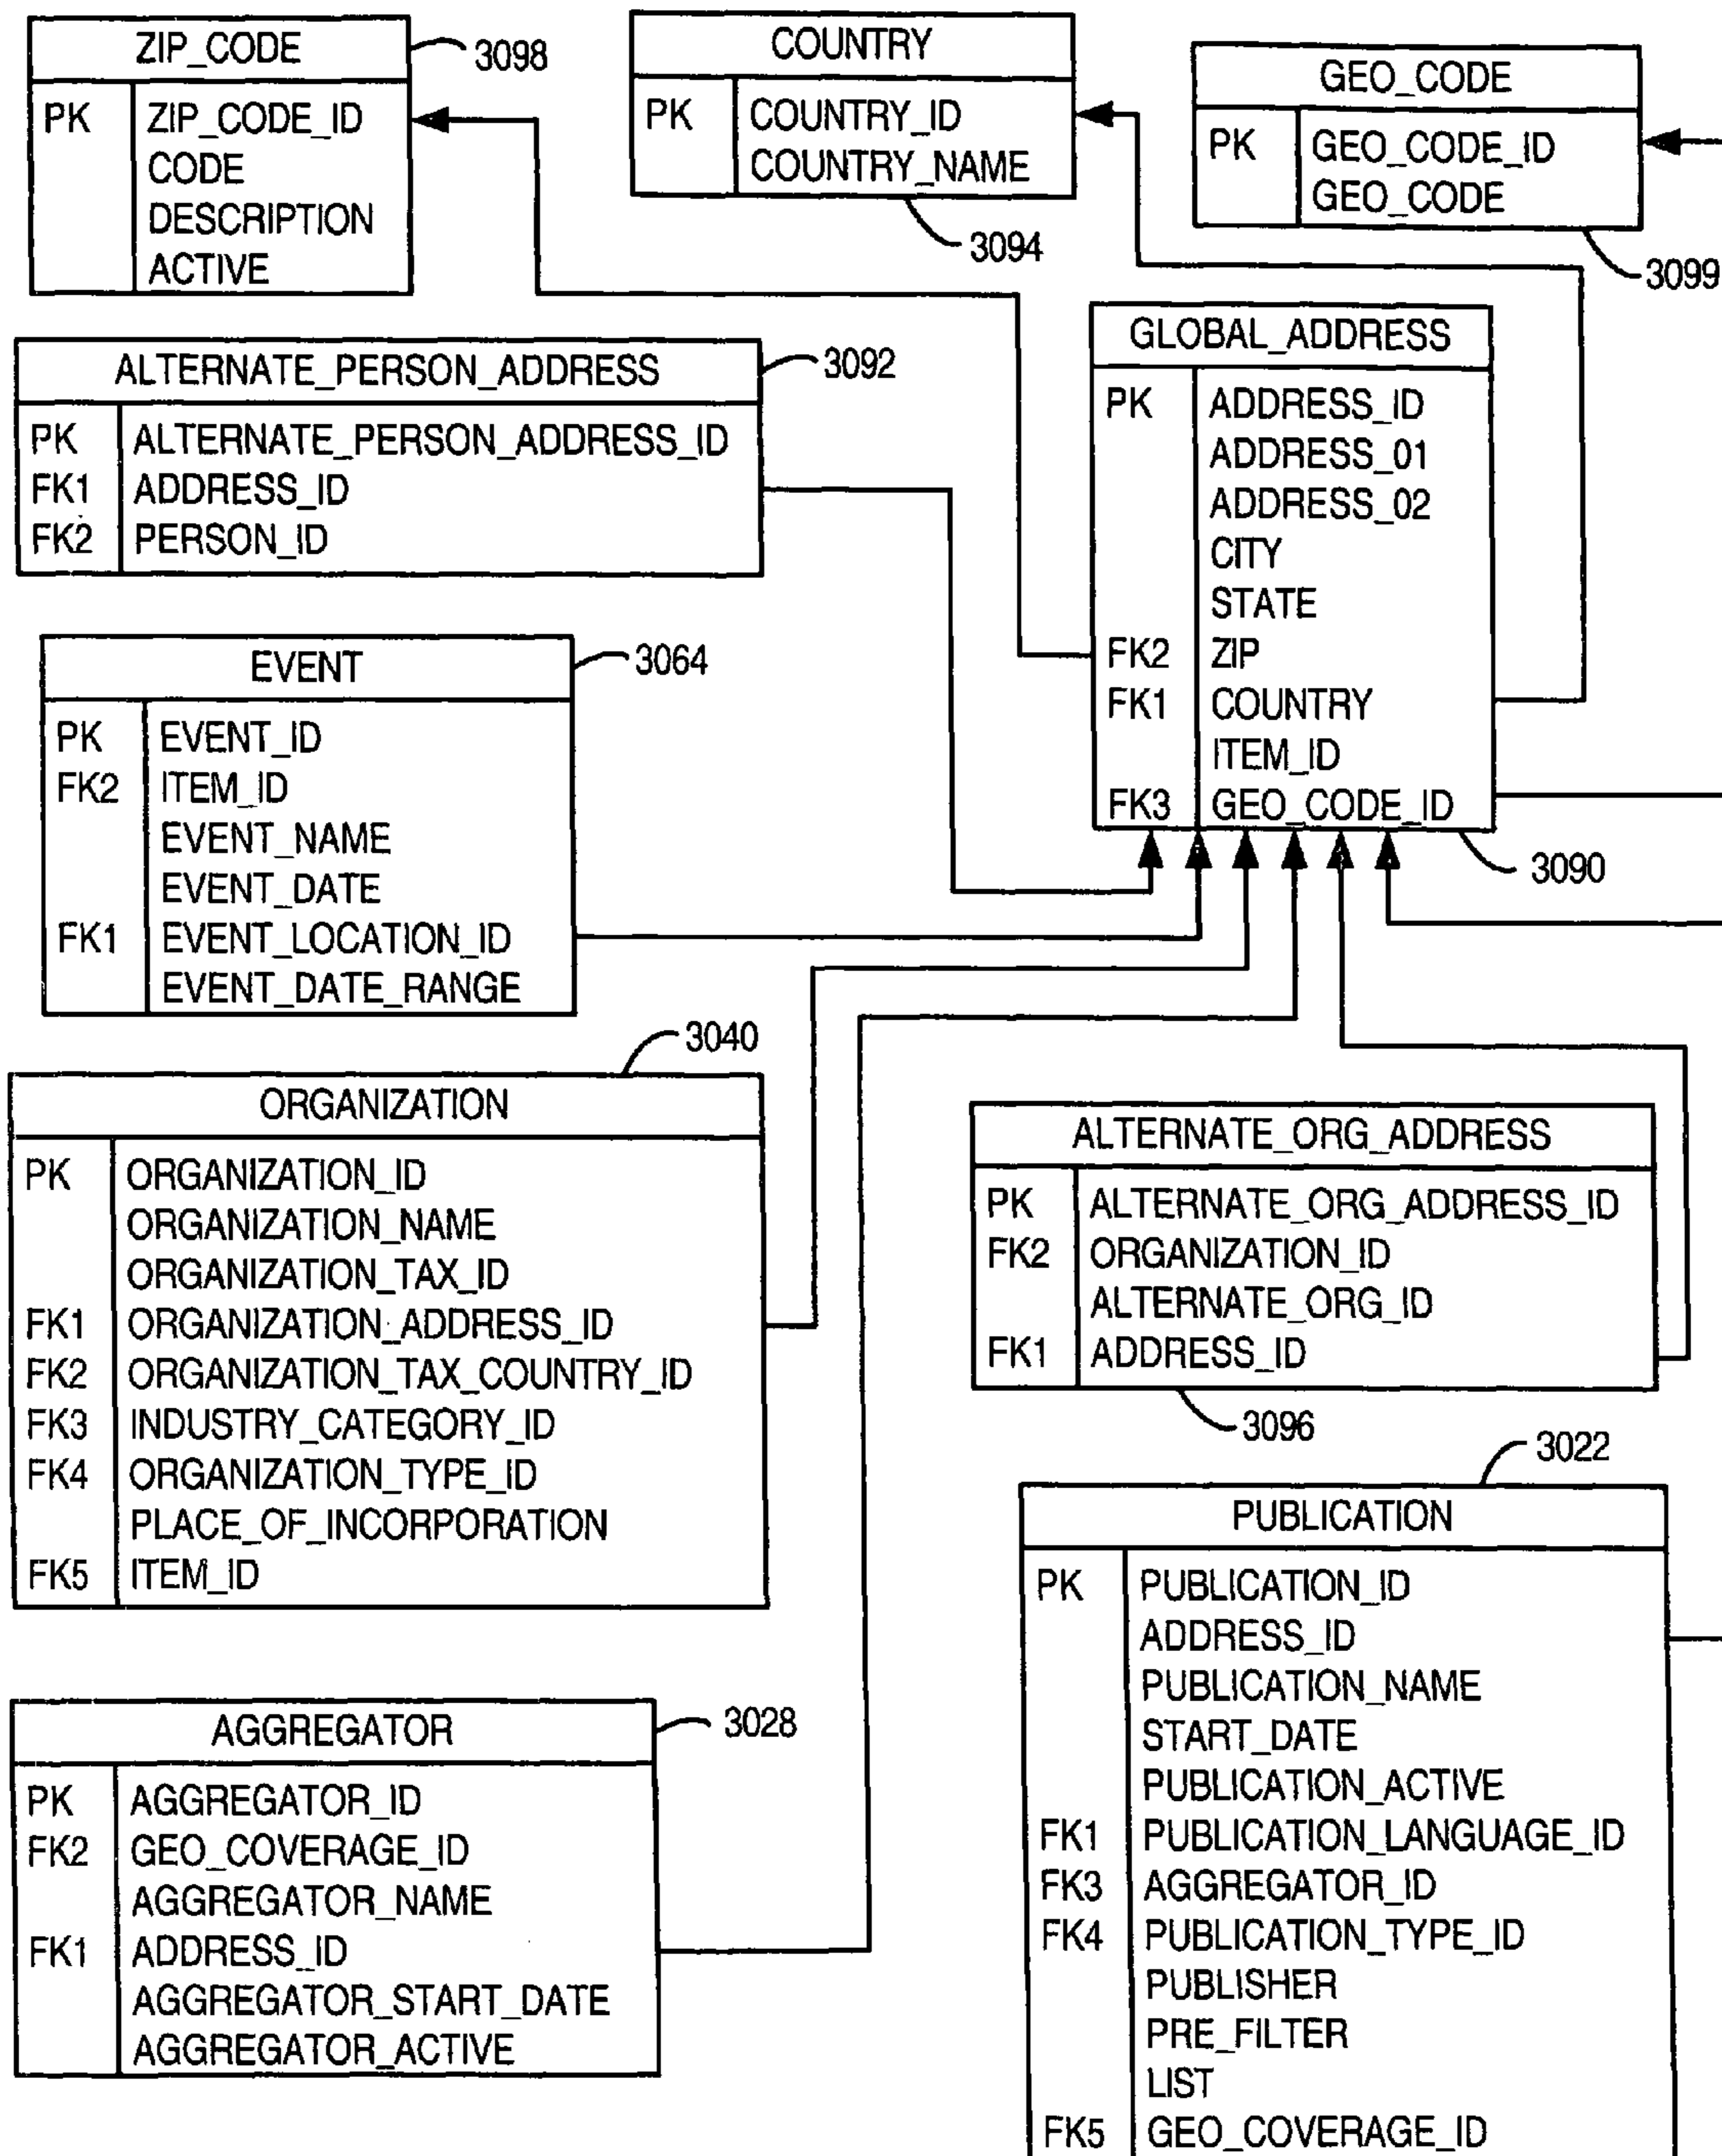 ZIP_CODE
3098
PK ZIP_CODE_ID
CODE
DESCRIPTION
ACTIVE
COUNTRY
PK COUNTRY_ID
COUNTRY_NAME
3094
GEO_CODE
PK GEO_CODE_ID
GEO_CODE
3099
ALTERNATE_PERSON_ADDRESS
3092
PK ALTERNATE_PERSON_ADDRESS_ID
FK1 ADDRESS_ID
FK2 PERSON_ID
GLOBAL_ADDRESS
PK ADDRESS_ID
ADDRESS_01
ADDRESS_02
CITY
STATE
FK2 ZIP
FK1 COUNTRY
ITEM_ID
FK3 GEO_CODE_ID
3090
EVENT
3064
PK EVENT_ID
FK2 ITEM_ID
EVENT_NAME
EVENT_DATE
FK1 EVENT_LOCATION_ID
EVENT_DATE_RANGE
3040
ORGANIZATION
PK ORGANIZATION_ID
ORGANIZATION_NAME
ORGANIZATION_TAX_ID
FK1 ORGANIZATION_ADDRESS_ID
FK2 ORGANIZATION_TAX_COUNTRY_ID
FK3 INDUSTRY_CATEGORY_ID
FK4 ORGANIZATION_TYPE_ID
PLACE_OF_INCORPORATION
FK5 ITEM_ID
ALTERNATE_ORG_ADDRESS
PK ALTERNATE_ORG_ADDRESS_ID
FK2 ORGANIZATION_ID
ALTERNATE_ORG_ID
FK1 ADDRESS_ID
3096
AGGREGATOR
3028
PK AGGREGATOR_ID
FK2 GEO_COVERAGE_ID
AGGREGATOR_NAME
FK1 ADDRESS_ID
AGGREGATOR_START_DATE
AGGREGATOR_ACTIVE
3022
PUBLICATION
PK PUBLICATION_ID
ADDRESS_ID
PUBLICATION_NAME
START_DATE
PUBLICATION_ACTIVE
FK1 PUBLICATION_LANGUAGE_ID
FK3 AGGREGATOR_ID
FK4 PUBLICATION_TYPE_ID
PUBLISHER
PRE_FILTER
LIST
FK5 GEO_COVERAGE_ID